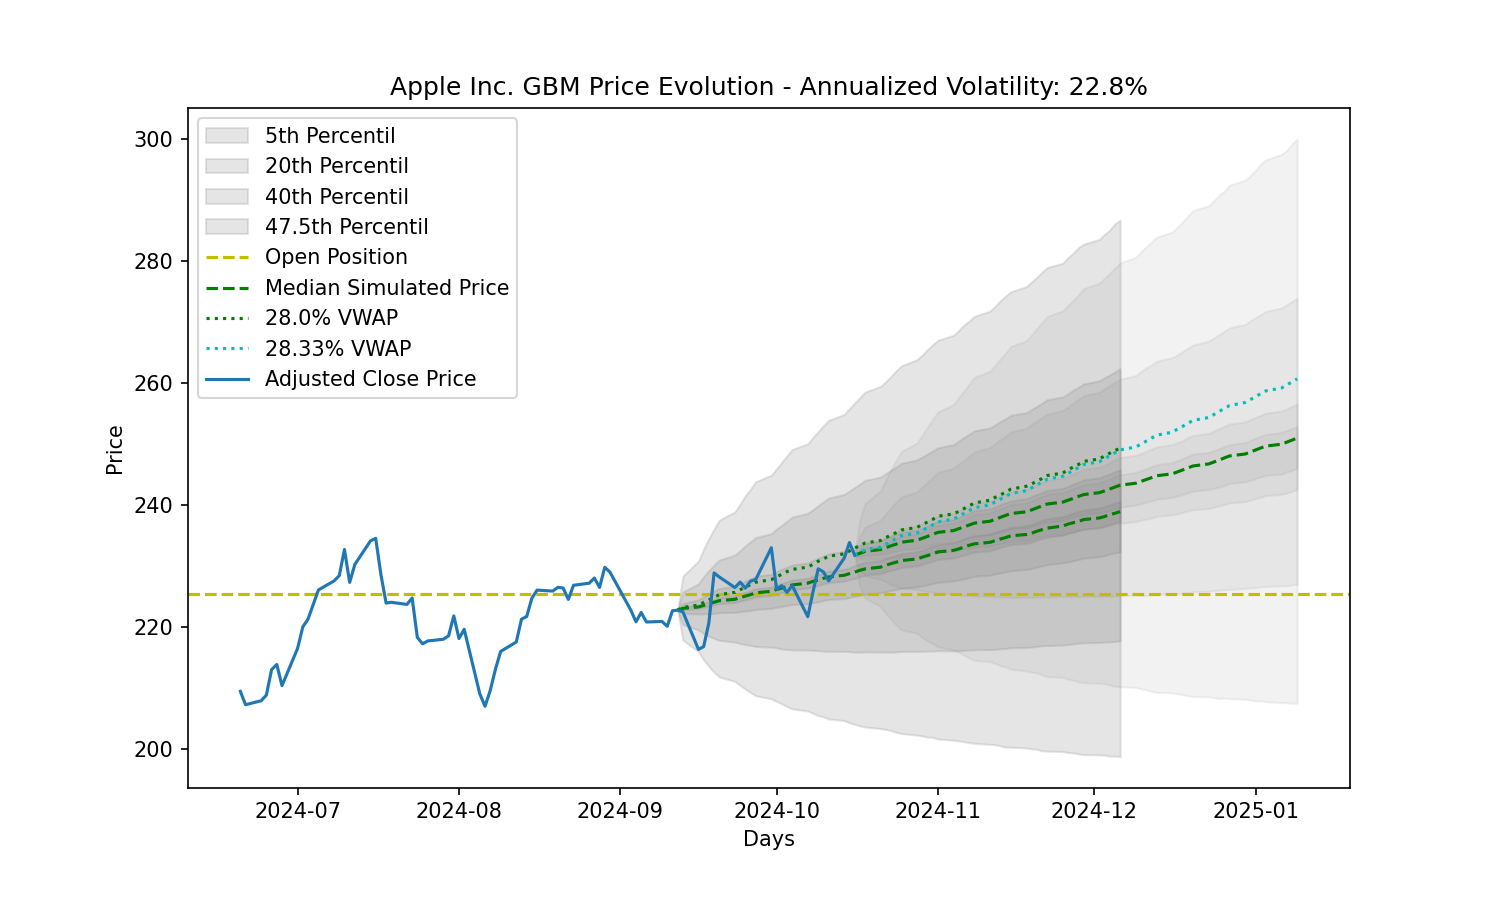 Apple Inc. GBM Price Evolution - Annualized Volatility: 22.8%
5th Percentil
20th Percentil
40th Percentil
47.5th Percentil
Open Position
Median Simulated Price
28.0% VWAP
28.33% VWAP
Adjusted Close Price
300
280
260
240
220
200
Price
2024-07
2024-08
2024-09
2024-10
2024-11
2024-12
2025-01
Days